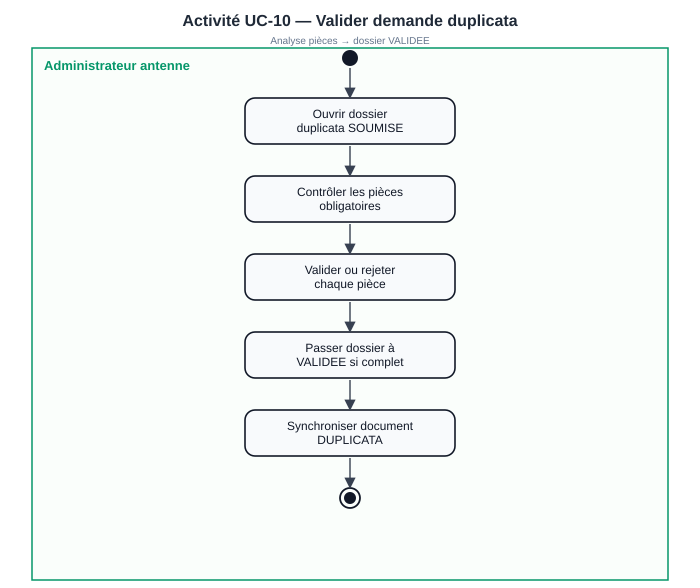 Activité UC-10 — Valider demande duplicata
Analyse pièces → dossier VALIDEE
Administrateur antenne
Ouvrir dossier
duplicata SOUMISE
Contrôler les pièces
obligatoires
Valider ou rejeter
chaque pièce
Passer dossier à
VALIDEE si complet
Synchroniser document
DUPLICATA